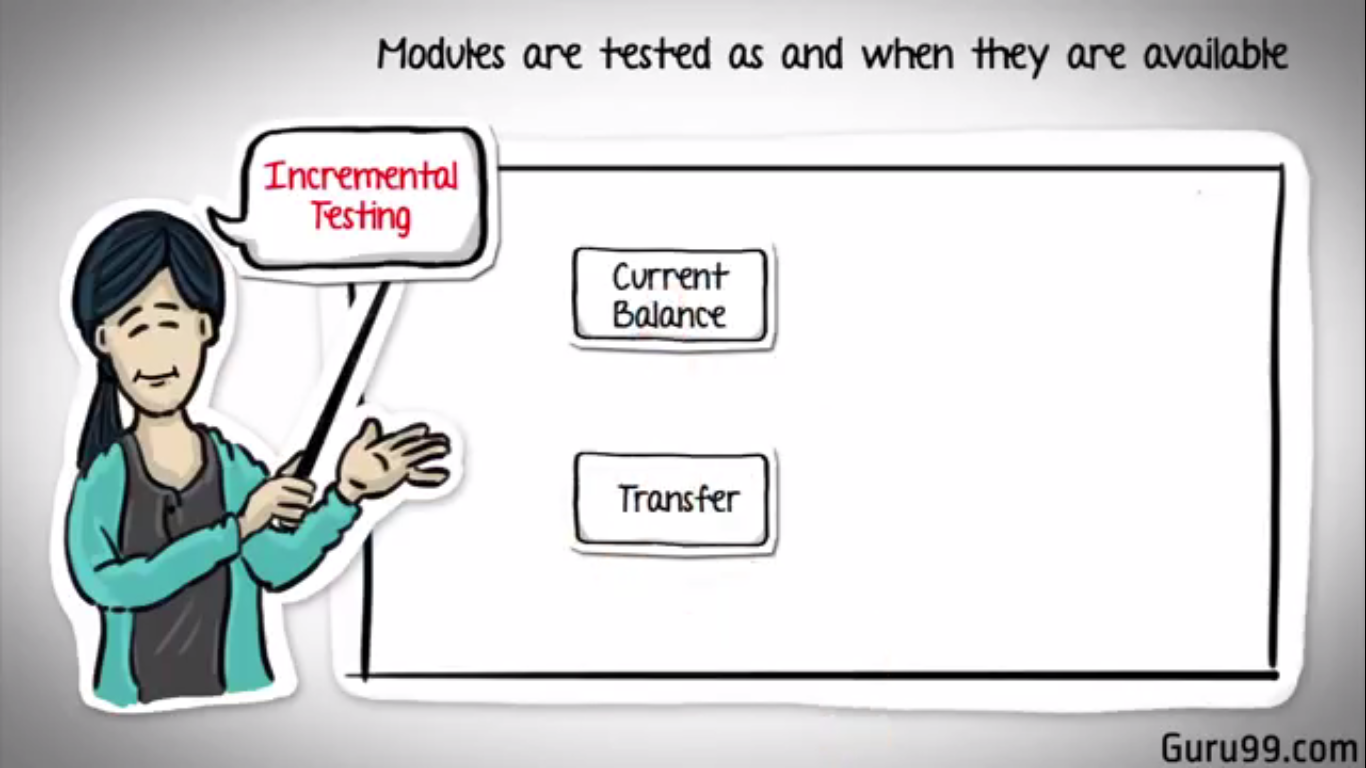 Modules are tested as and when they are available
Incremental
Testing
Current
Balance
Transfer
Guru99.com